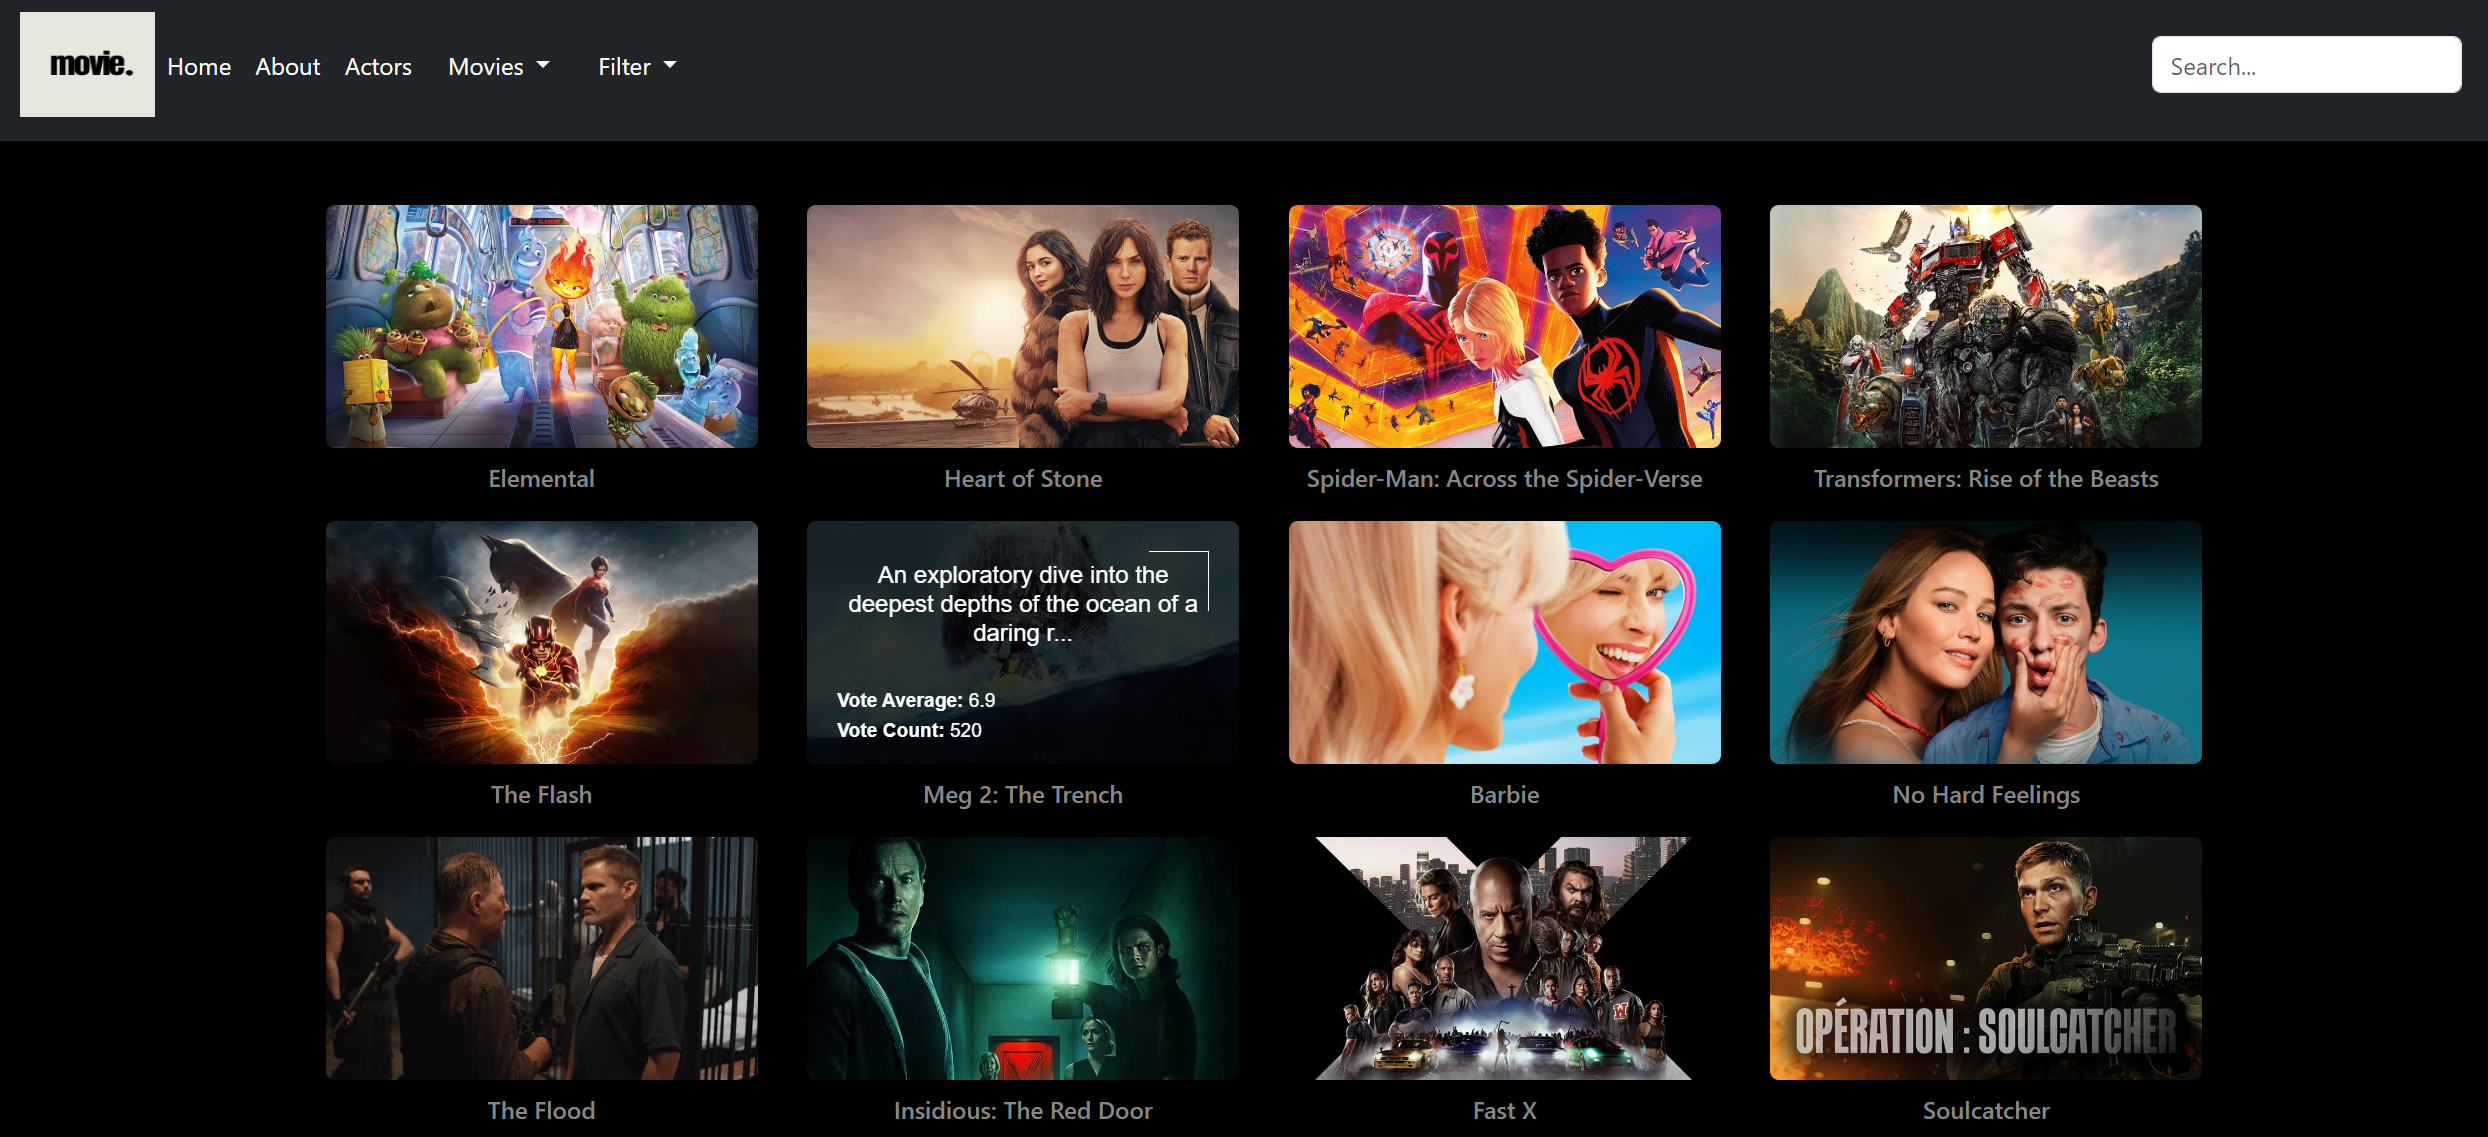 movie.
Home
About
Actors
Movies
Filter
Search...
Elemental
Heart of Stone
Spider-Man: Across the Spider-Verse
Transformers: Rise of the Beasts
An exploratory dive into the
deepest depths of the ocean of a
daring r...
Vote Average: 6.9
Vote Count: 520
The Flash
Meg 2: The Trench
Barbie
No Hard Feelings
OPÉRATION : SOULCATCHER
The Flood
Insidious: The Red Door
Fast X
Soulcatcher